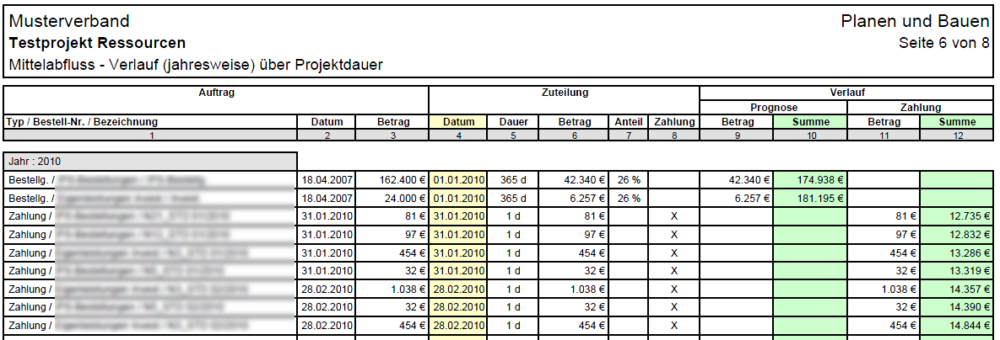 Musterverband Planen und Bauen
Testprojekt Ressourcen Seite 6 von 8
Mittelabfluss - Verlauf (jahresweise) über Projektdauer
Auftrag Zuteilung Verlauf
Prognose Zahlung
Typ / Bestell-Nr. / Bezeichnung Datum Betrag Datum Dauer Betrag Anteil Zahlung Betrag Summe Betrag Summe
1 2 3 4 5 6 7 8 9 10 11 12
Jahr : 2010
Bestellg. / 18.04.2007 162.400 € 01.01.2010 365 d 42.340 € 26 % 42.340 € 174.938 €
Bestellg. / 18.04.2007 24.000 € 01.01.2010 365 d 6.257 € 26 % 6.257 € 181.195 €
Zahlung / 31.01.2010 81 € 31.01.2010 1 d 81 € X 81 € 12.735 €
Zahlung / 31.01.2010 97 € 31.01.2010 1 d 97 € X 97 € 12.832 €
Zahlung / 31.01.2010 454 € 31.01.2010 1 d 454 € X 454 € 13.286 €
Zahlung / 31.01.2010 32 € 31.01.2010 1 d 32 € X 32 € 13.319 €
Zahlung / 28.02.2010 1.038 € 28.02.2010 1 d 1.038 € X 1.038 € 14.357 €
Zahlung / 28.02.2010 32 € 28.02.2010 1 d 32 € X 32 € 14.390 €
Zahlung / 28.02.2010 454 € 28.02.2010 1 d 454 € X 454 € 14.844 €